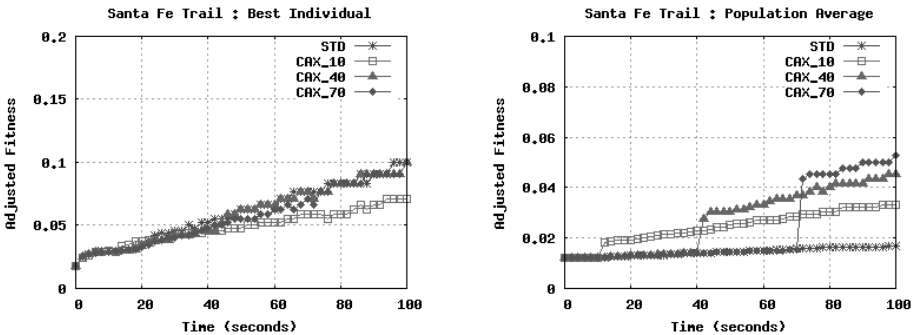 Santa Fe Trail : Best Individual
0.2
0.15
0.1
0.05
0
Adjusted Fitness
STD
CAX_10
CAX_40
CAX_70
0 20 40 60 80 100
Time (seconds)
Santa Fe Trail : Population Average
0.1
0.08
0.06
0.04
0.02
0
Adjusted Fitness
STD
CAX_10
CAX_40
CAX_70
0 20 40 60 80 100
Time (seconds)